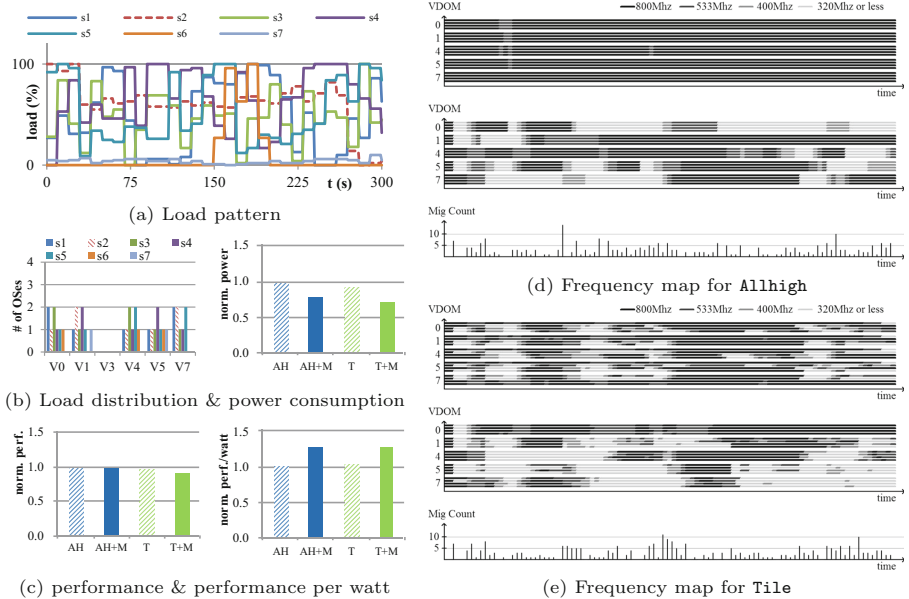 s1 s2 s3 s4
s5 s6 s7
load (%)
100
0
0 75 150 225 300
t (s)
(a) Load pattern
s1 s2 s3 s4
s5 s6 s7
# of OSes
4
3
2
1
0
V0 V1 V3 V4 V5 V7
norm. power
1.5
1.0
0.5
0.0
AH AH+M T T+M
(b) Load distribution & power consumption
norm. perf.
1.5
1.0
0.5
0.0
AH AH+M T T+M
norm. perf./watt
1.5
1.0
0.5
0.0
AH AH+M T T+M
(c) performance & performance per watt
800Mhz 533Mhz 400Mhz 320Mhz or less
VDOM
0
1
4
5
7
time
VDOM
0
1
4
5
7
time
Mig Count
10
5
time
(d) Frequency map for Allhigh
800Mhz 533Mhz 400Mhz 320Mhz or less
VDOM
0
1
4
5
7
time
VDOM
0
1
4
5
7
time
Mig Count
10
5
time
(e) Frequency map for Tile